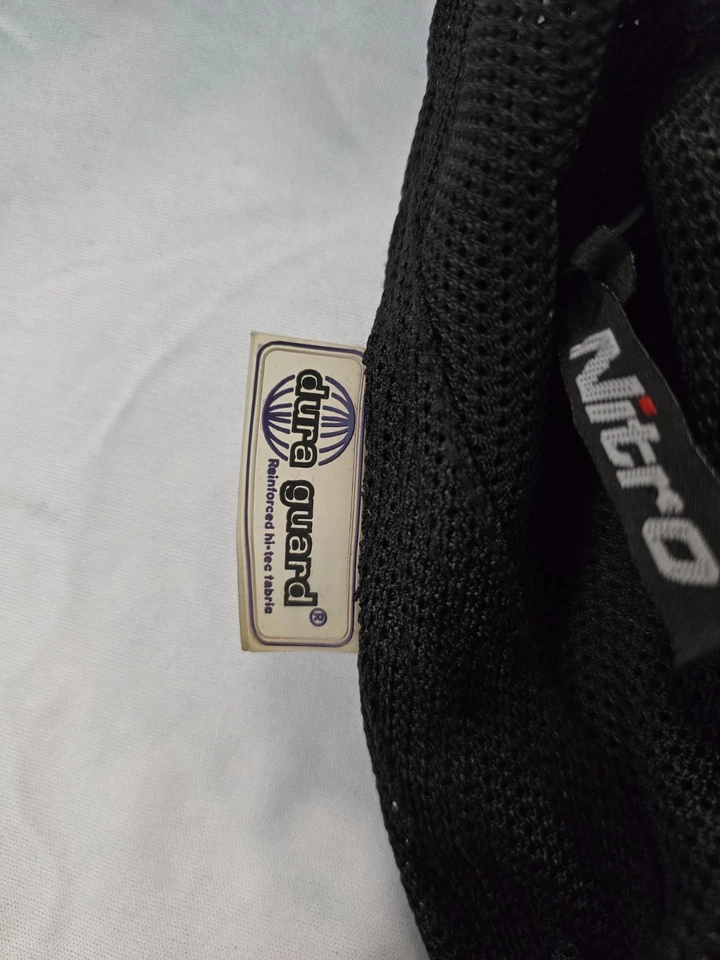 dura guard®
Reinforced hi-tec fabric
Nitro